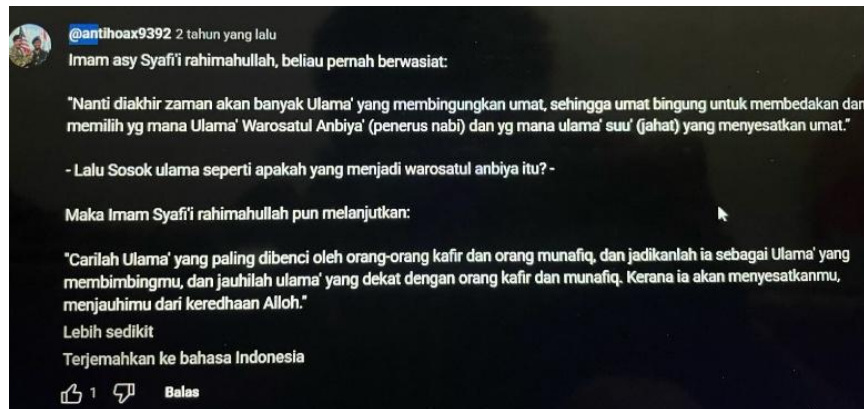 @antihoax9392 2 tahun yang lalu
Imam asy Syafi'i rahimahullah, beliau pernah berwasiat:
"Nanti diakhir zaman akan banyak Ulama' yang membingungkan umat, sehingga umat bingung untuk membedakan dan
memilih yg mana Ulama' Warosatul Anbiya' (penerus nabi) dan yg mana ulama' suu' (jahat) yang menyesatkan umat."
- Lalu Sosok ulama seperti apakah yang menjadi warosatul anbiya itu? -
Maka Imam Syafi'i rahimahullah pun melanjutkan:
"Carilah Ulama' yang paling dibenci oleh orang-orang kafir dan orang munafiq, dan jadikanlah ia sebagai Ulama' yang
membimbingmu, dan jauhilah ulama' yang dekat dengan orang kafir dan munafiq. Kerana ia akan menyesatkanmu,
menjauhimu dari keredhaan Alloh."
Lebih sedikit
Terjemahkan ke bahasa Indonesia
1 Balas